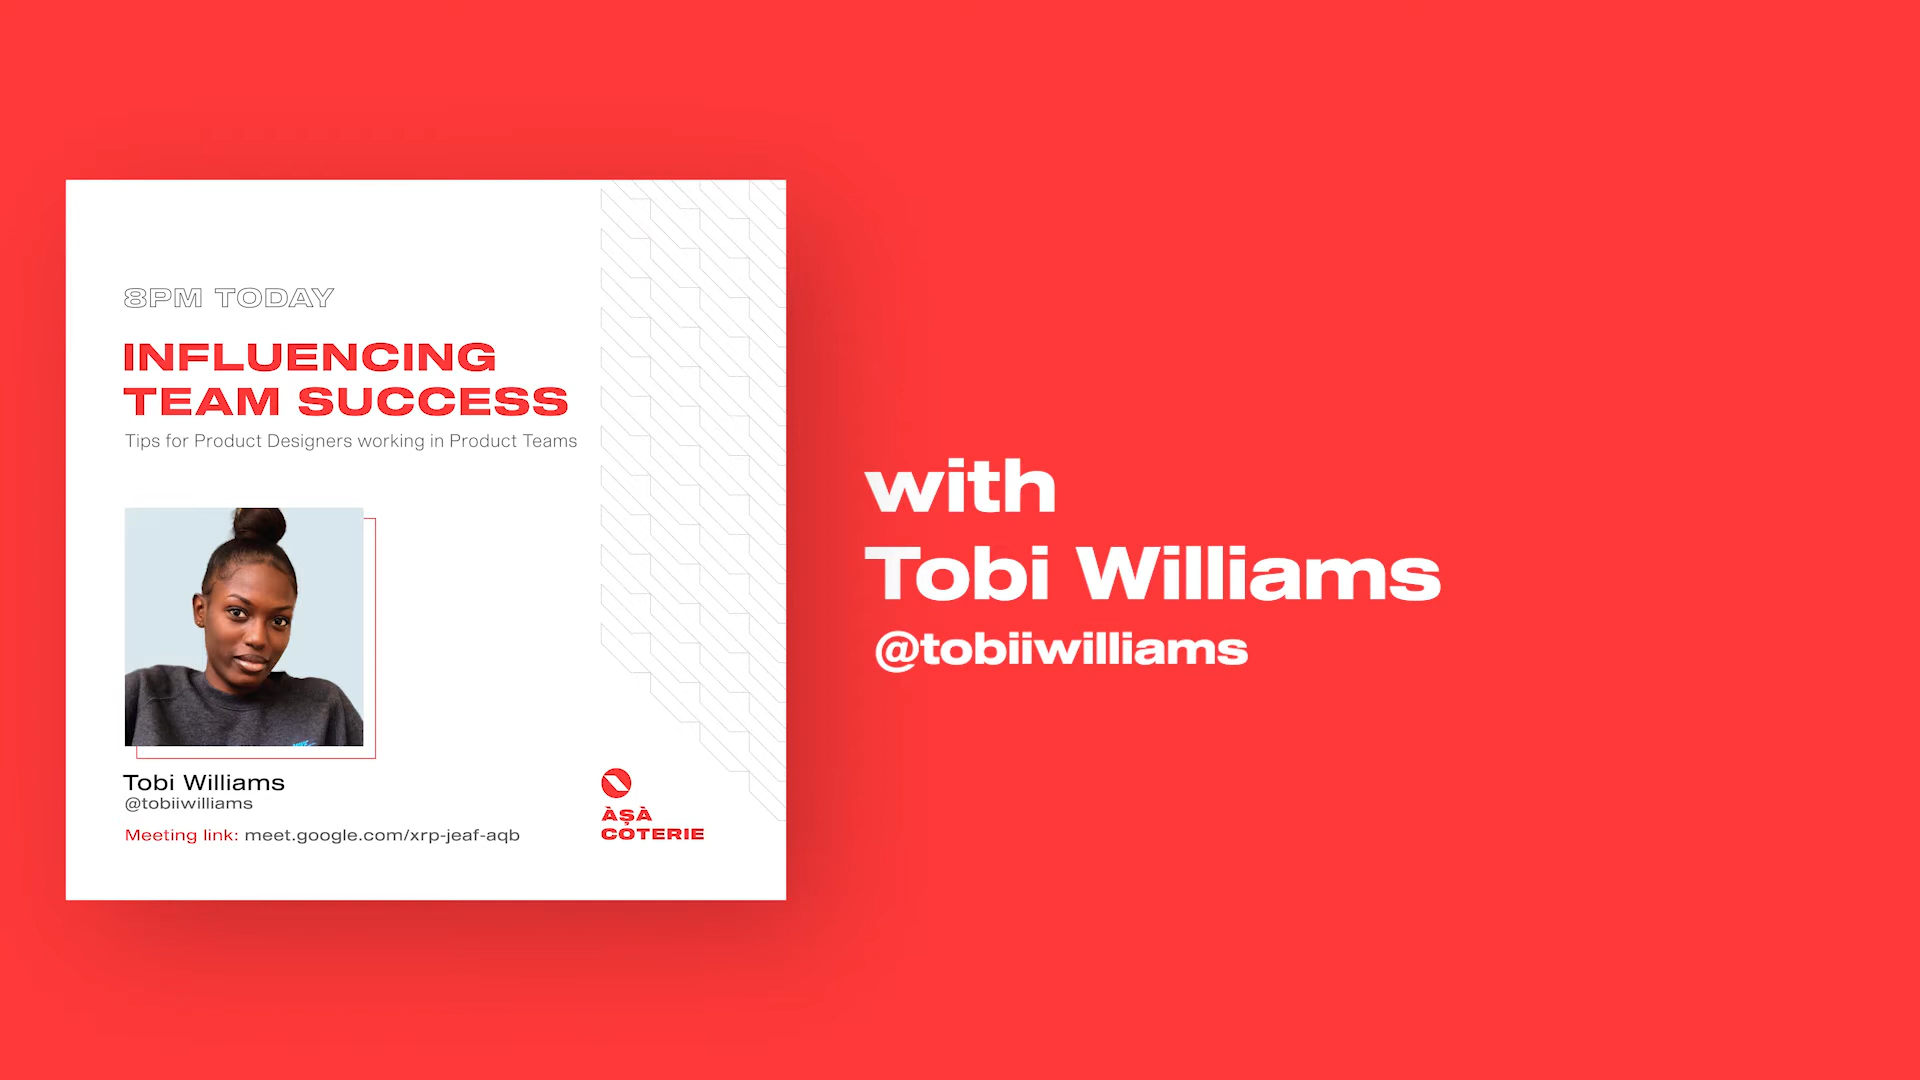 8PM TODAY
INFLUENCING
TEAM SUCCESS
Tips for Product Designers working in Product Teams
Tobi Williams
@tobiiwilliams
Meeting link: meet.google.com/xrp-jeaf-aqb
ÀṢÀ
COTERIE
with
Tobi Williams
@tobiiwilliams